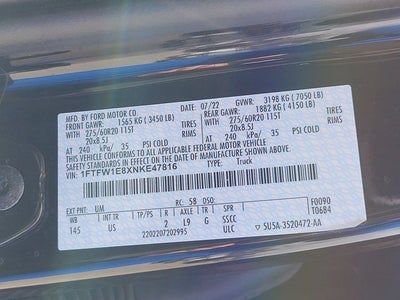 MFD. BY FORD MOTOR CO.
07/22 GVWR: 3198 KG (7050 LB)
FRONT GAWR: 1565 KG (3450 LB) REAR GAWR: 1882 KG (4150 LB)
WITH 275/60R20 115T TIRES WITH 275/60R20 115T TIRES
20x8.5J RIMS 20x8.5J RIMS
AT 240 kPa/ 35 PSI COLD AT 240 kPa/ 35 PSI COLD
THIS VEHICLE CONFORMS TO ALL APPLICABLE FEDERAL MOTOR VEHICLE
SAFETY STANDARDS IN EFFECT ON THE DATE OF MANUFACTURE SHOWN ABOVE.
VIN: 1FTFW1E8XNKE47816 TYPE: Truck
EXT PNT: UM RC: 58 DSO: F0090
WB INT TR TP/PS R AXLE TR SPR T0684
145 US 2 L9 G SSCC
2202207202995 ULC SU5A-3520472-AA